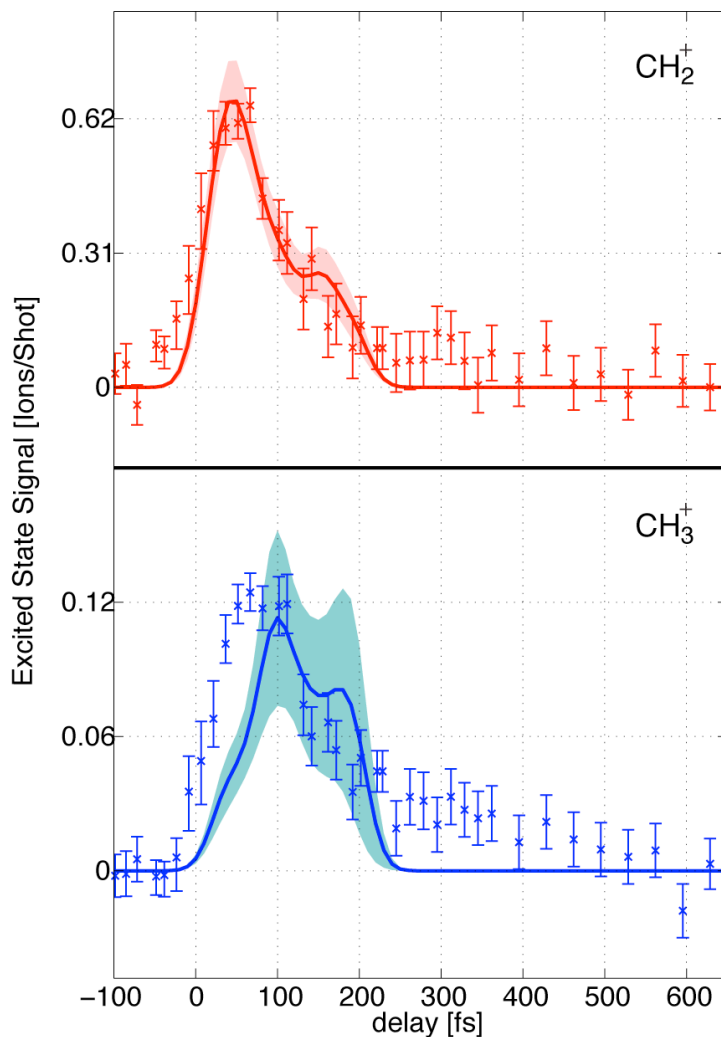 CH₂⁺
0.62
0.31
0
Excited State Signal [Ions/Shot]
CH₃⁺
0.12
0.06
0
−100 0 100 200 300 400 500 600
delay [fs]